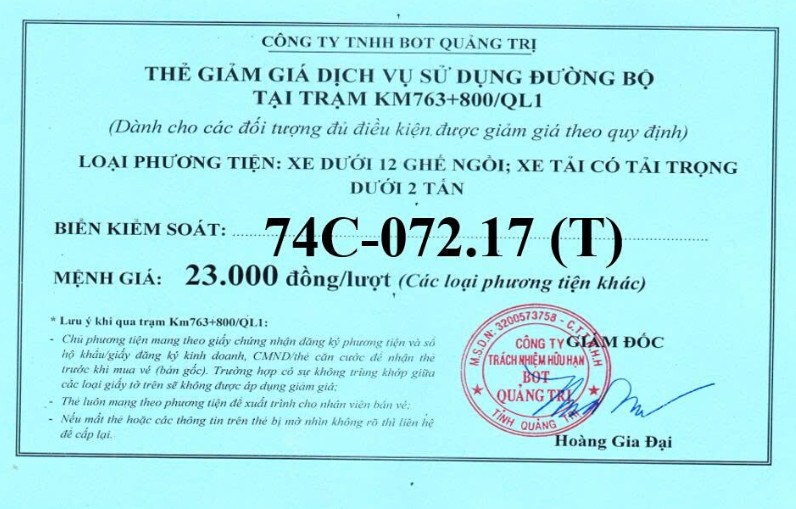 CÔNG TY TNHH BOT QUẢNG TRỊ
THẺ GIẢM GIÁ DỊCH VỤ SỬ DỤNG ĐƯỜNG BỘ
TẠI TRẠM KM763+800/QL1
(Dành cho các đối tượng đủ điều kiện được giảm giá theo quy định)
LOẠI PHƯƠNG TIỆN: XE DƯỚI 12 GHẾ NGỒI; XE TẢI CÓ TẢI TRỌNG
DƯỚI 2 TẤN
BIỂN KIỂM SOÁT: 74C-072.17 (T)
MỆNH GIÁ: 23.000 đồng/lượt (Các loại phương tiện khác)
* Lưu ý khi qua trạm Km763+800/QL1:
- Chủ phương tiện mang theo giấy chứng nhận đăng ký phương tiện và sổ
hộ khẩu/giấy đăng ký kinh doanh, CMND/thẻ căn cước để nhận thẻ
trước khi mua vé (bản gốc). Trường hợp có sự không trùng khớp giữa
các loại giấy tờ trên sẽ không được áp dụng giảm giá;
- Thẻ luôn mang theo phương tiện để xuất trình cho nhân viên bán vé;
- Nếu mất thẻ hoặc các thông tin trên thẻ bị mờ nhìn không rõ thì liên hệ
để cấp lại.
GIÁM ĐỐC
M.S.D.N: 3200573758 - C.T.T.N.H.H
CÔNG TY
TRÁCH NHIỆM HỮU HẠN
BOT
QUẢNG TRỊ
TỈNH QUẢNG TRỊ
Hoàng Gia Đại